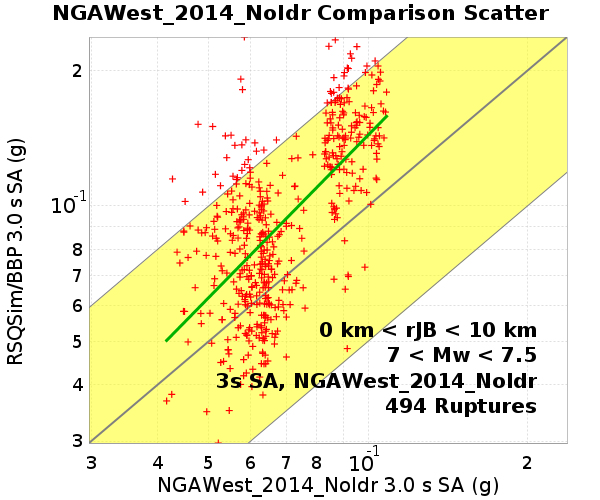 NGAWest_2014_NoIdr Comparison Scatter
RSQSim/BBP 3.0 s SA (g)
2
10-1
8
7
6
5
4
3
0 km < rJB < 10 km
7 < Mw < 7.5
3s SA, NGAWest_2014_NoIdr
494 Ruptures
3 4 5 6 7 8 10-1 2
NGAWest_2014_NoIdr 3.0 s SA (g)